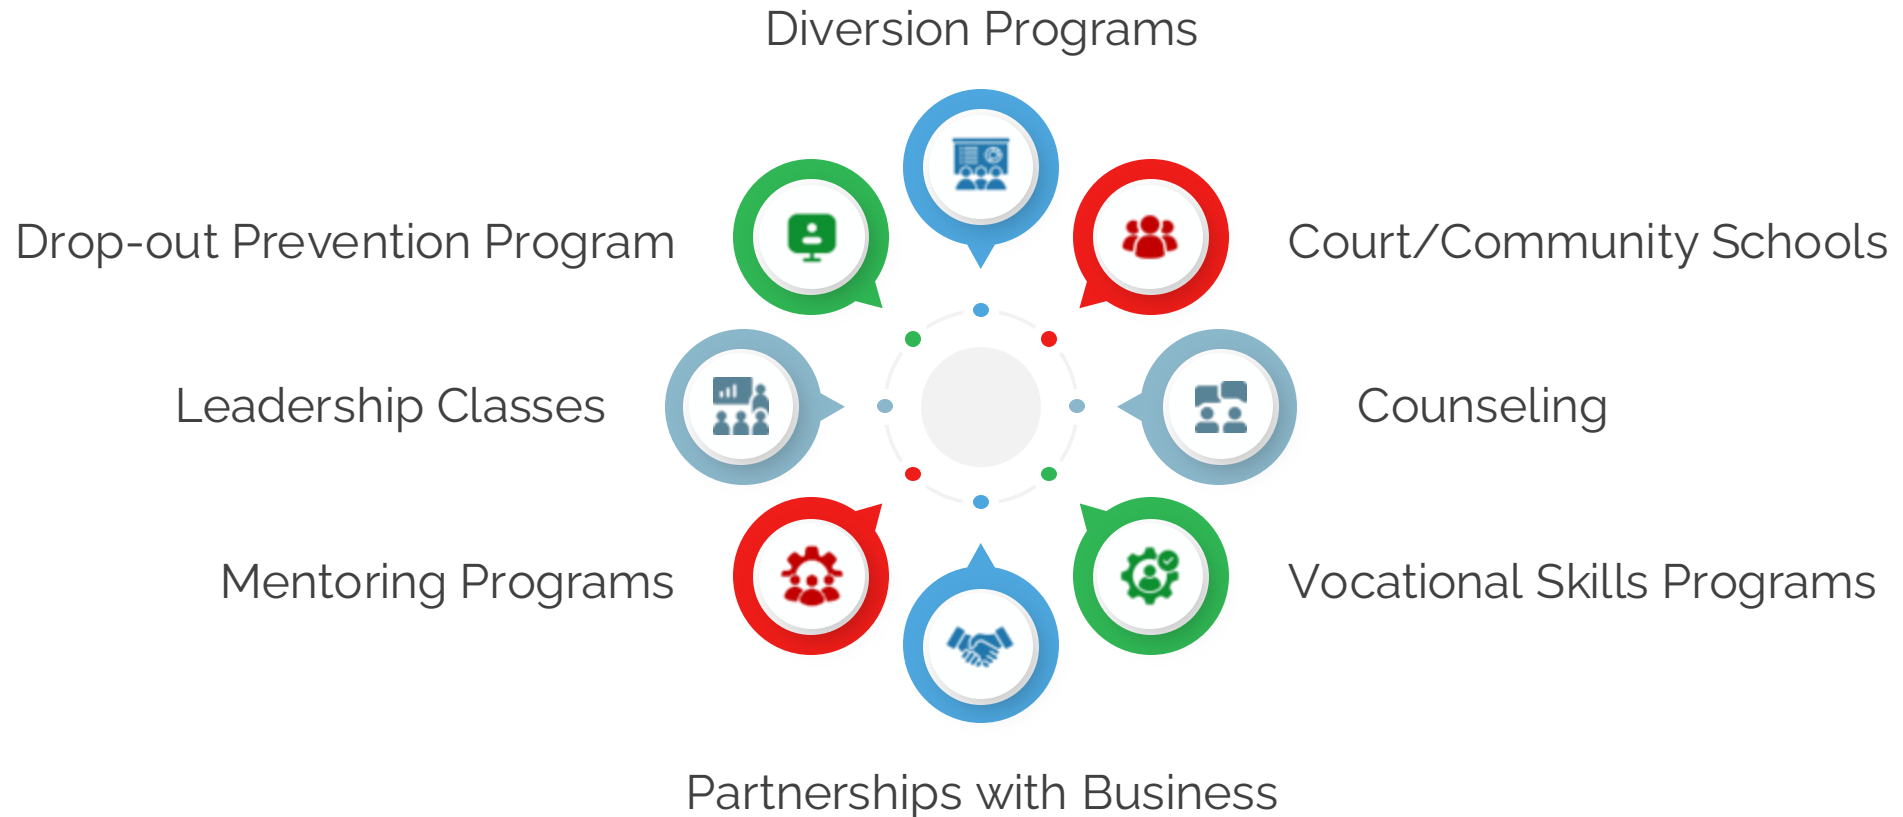 Diversion Programs
Drop-out Prevention Program
Court/Community Schools
Leadership Classes
Counseling
Mentoring Programs
Vocational Skills Programs
Partnerships with Business